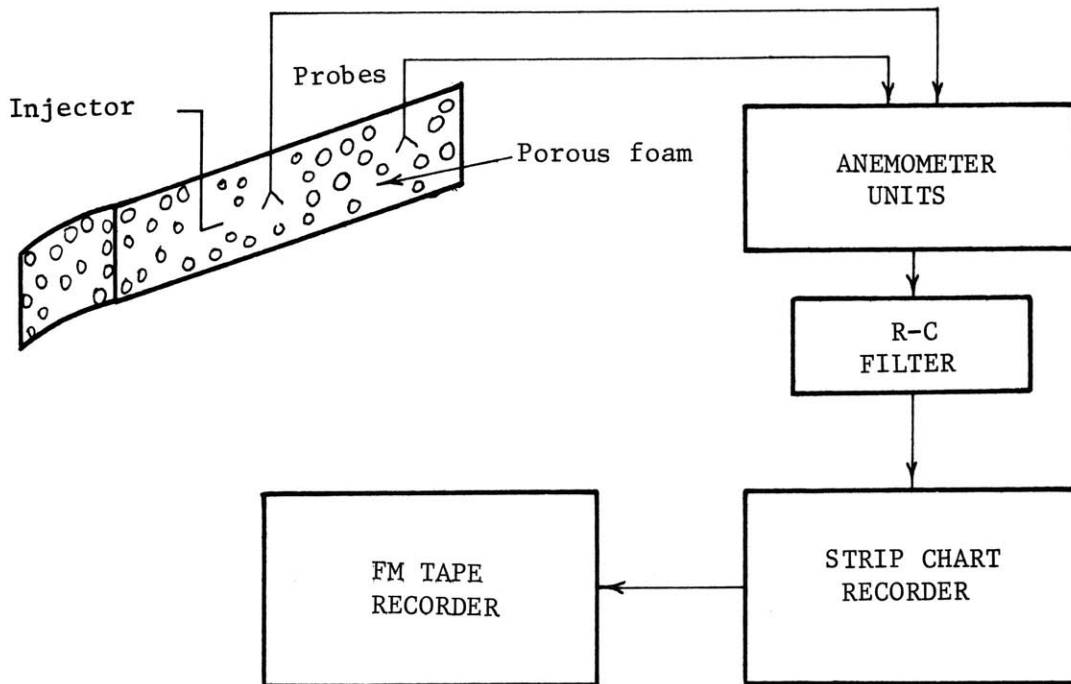 Probes
Injector
Porous foam
ANEMOMETER
UNITS
R-C
FILTER
STRIP CHART
RECORDER
FM TAPE
RECORDER